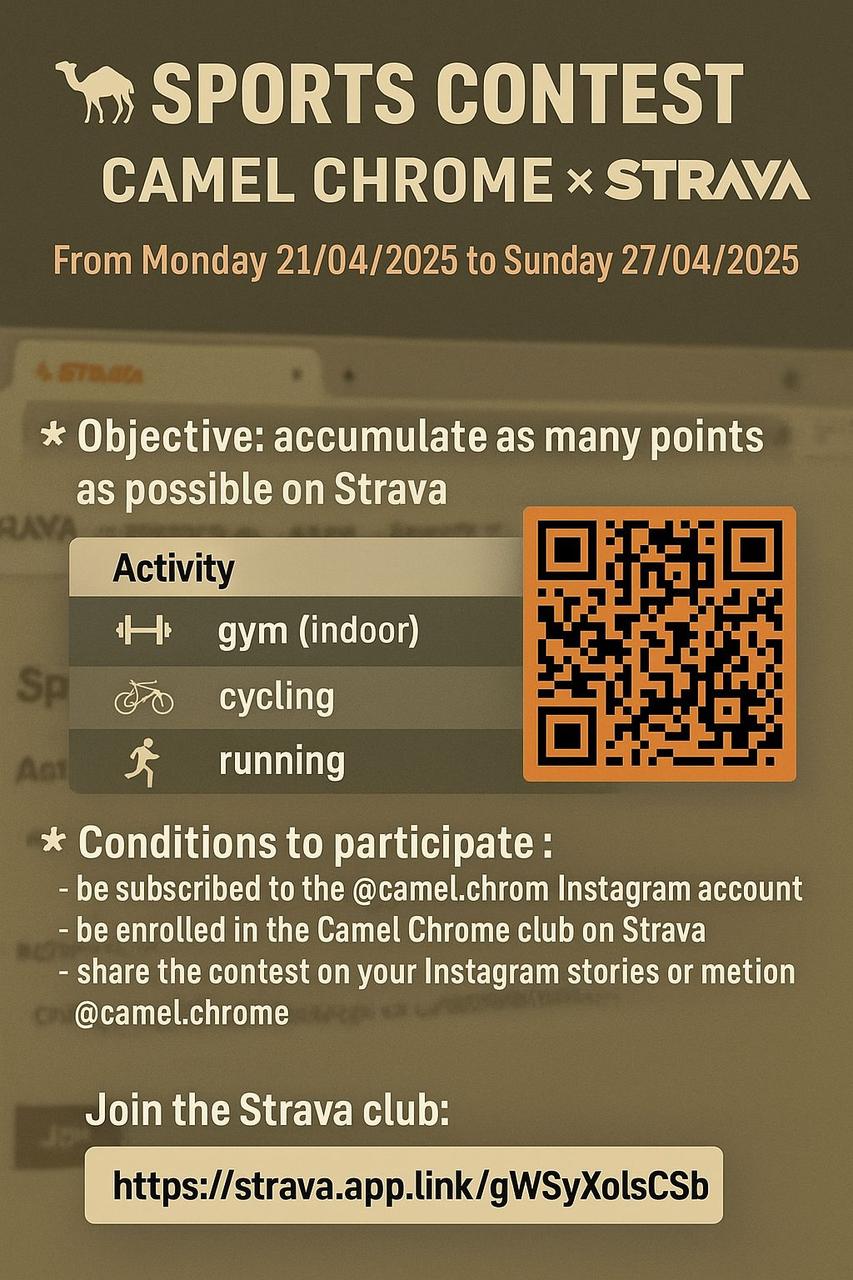 SPORTS CONTEST
CAMEL CHROME × STRAVA
From Monday 21/04/2025 to Sunday 27/04/2025
STRAVA
* Objective: accumulate as many points
as possible on Strava
Activity
gym (indoor)
cycling
running
* Conditions to participate :
- be subscribed to the @camel.chrom Instagram account
- be enrolled in the Camel Chrome club on Strava
- share the contest on your Instagram stories or metion
@camel.chrome
Join the Strava club:
https://strava.app.link/gWSyXolsCSb